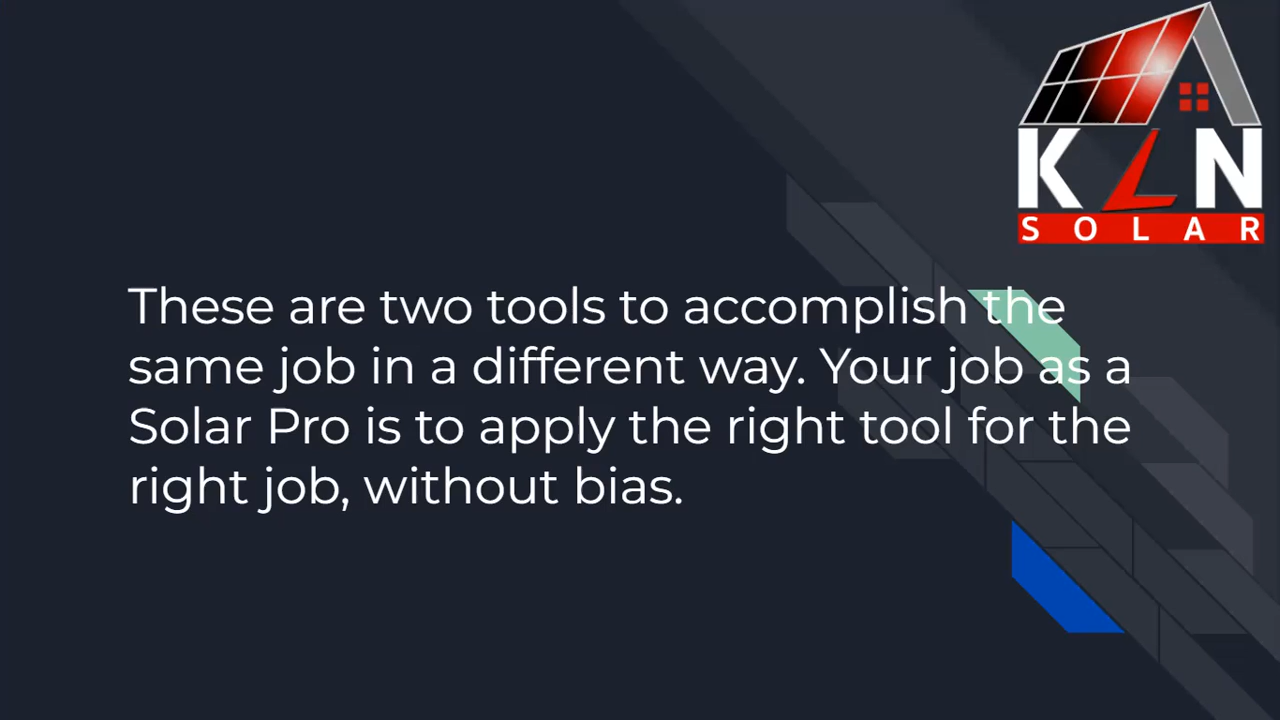 KLN
SOLAR
These are two tools to accomplish the
same job in a different way. Your job as a
Solar Pro is to apply the right tool for the
right job, without bias.